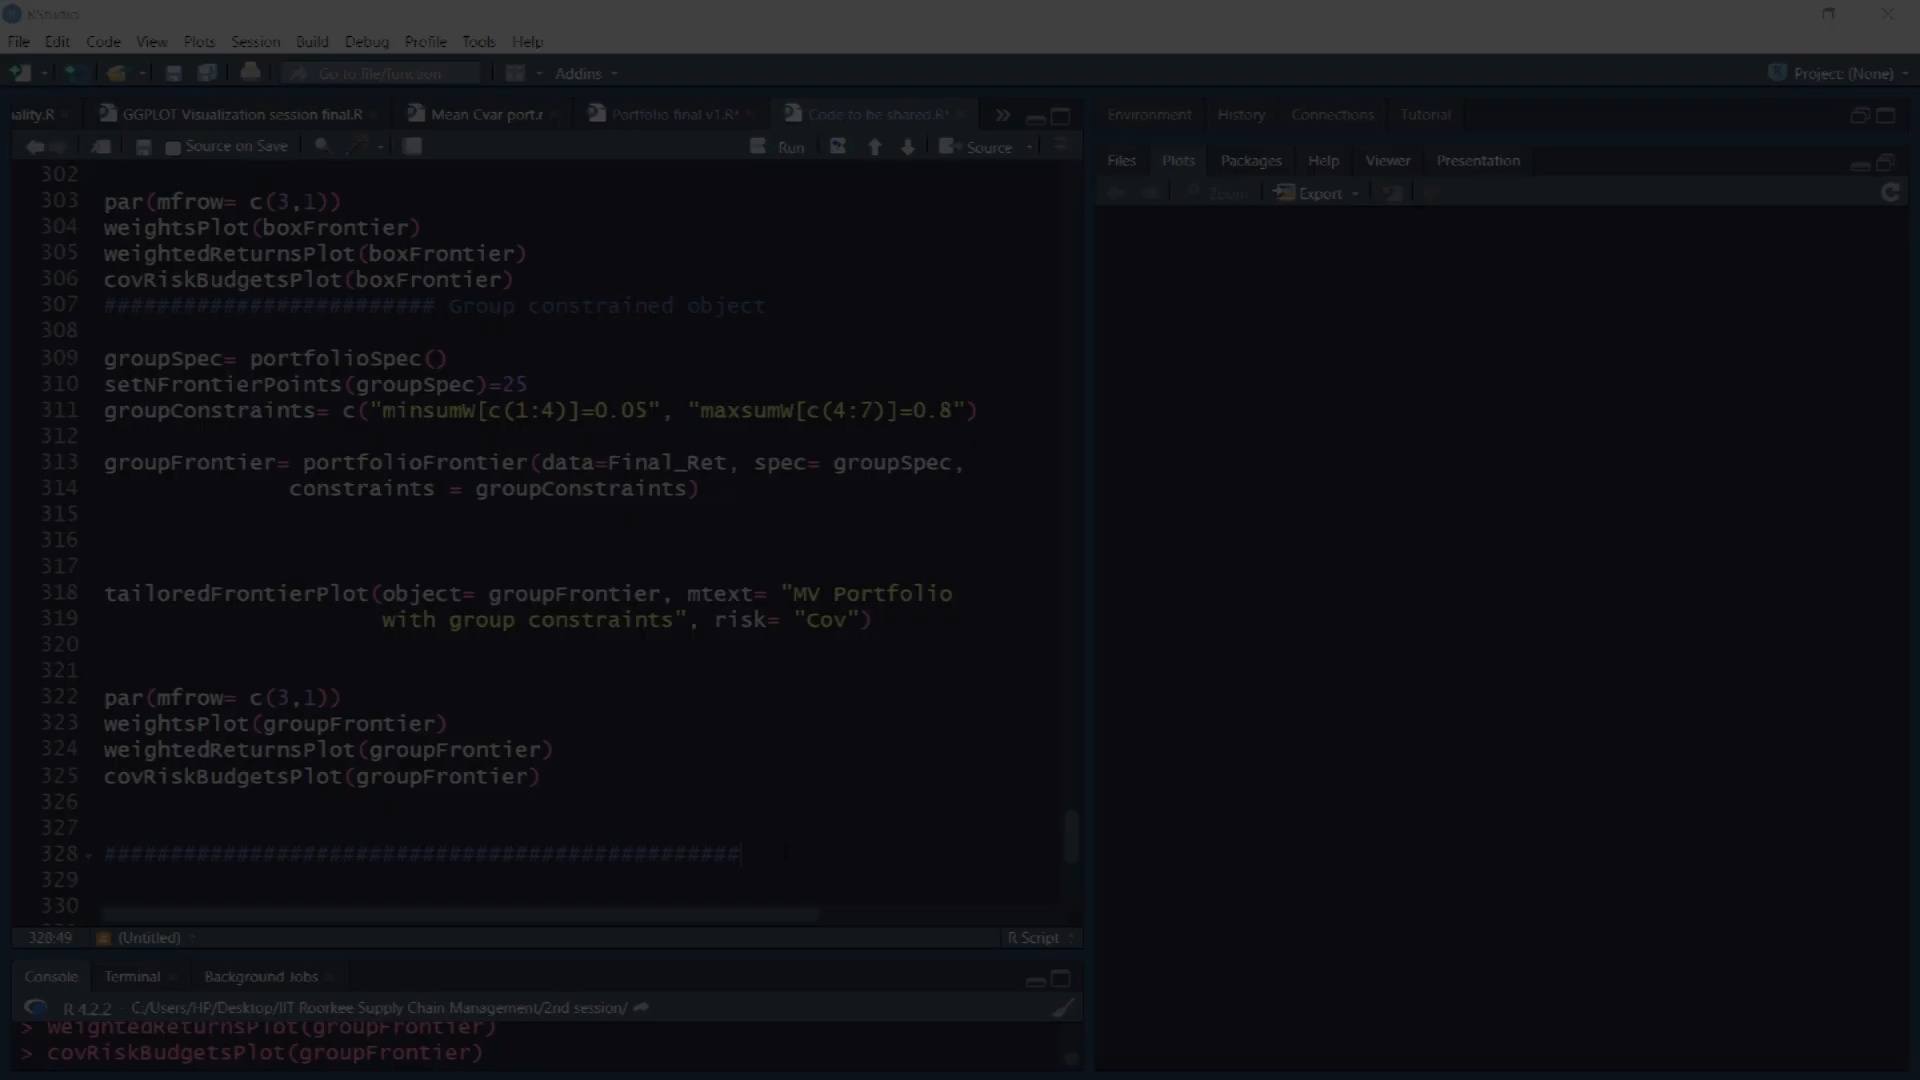 RStudio
File Edit Code View Plots Session Build Debug Profile Tools Help
Go to file/function Addins Project: (None)
ality.R GGPLOT Visualization session final.R Mean Cvar port.r Portfolio final v1.R* Code to be shared.R*
Source on Save Run Source
302
303 par(mfrow= c(3,1))
304 weightsPlot(boxFrontier)
305 weightedReturnsPlot(boxFrontier)
306 covRiskBudgetsPlot(boxFrontier)
307 ######################### Group constrained object
308
309 groupSpec= portfolioSpec()
310 setNFrontierPoints(groupSpec)=25
311 groupConstraints= c("minsumW[c(1:4)]=0.05", "maxsumW[c(4:7)]=0.8")
312
313 groupFrontier= portfolioFrontier(data=Final_Ret, spec= groupSpec,
314 constraints = groupConstraints)
315
316
317
318 tailoredFrontierPlot(object= groupFrontier, mtext= "MV Portfolio
319 with group constraints", risk= "Cov")
320
321
322 par(mfrow= c(3,1))
323 weightsPlot(groupFrontier)
324 weightedReturnsPlot(groupFrontier)
325 covRiskBudgetsPlot(groupFrontier)
326
327
328 ################################################
329
330
328:49 (Untitled) R Script
Console Terminal Background Jobs
R 4.2.2 · C:/Users/HP/Desktop/IIT Roorkee Supply Chain Management/2nd session/
> weightedReturnsPlot(groupFrontier)
> covRiskBudgetsPlot(groupFrontier)
Environment History Connections Tutorial
Files Plots Packages Help Viewer Presentation
Zoom Export